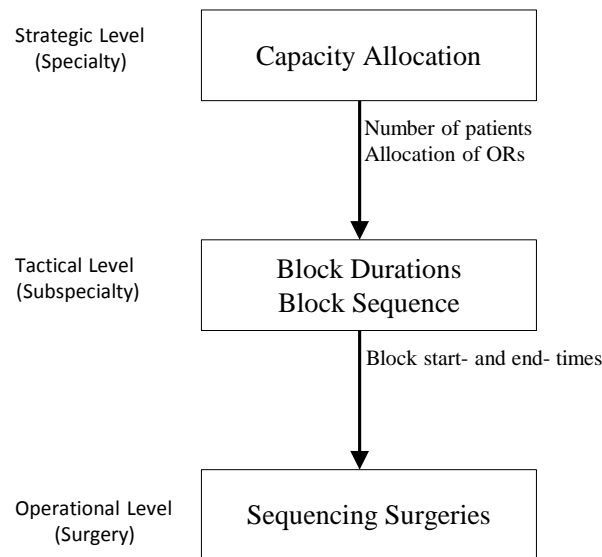 Strategic Level
(Specialty)
Capacity Allocation
Number of patients
Allocation of ORs
Tactical Level
(Subspecialty)
Block Durations
Block Sequence
Block start- and end- times
Operational Level
(Surgery)
Sequencing Surgeries